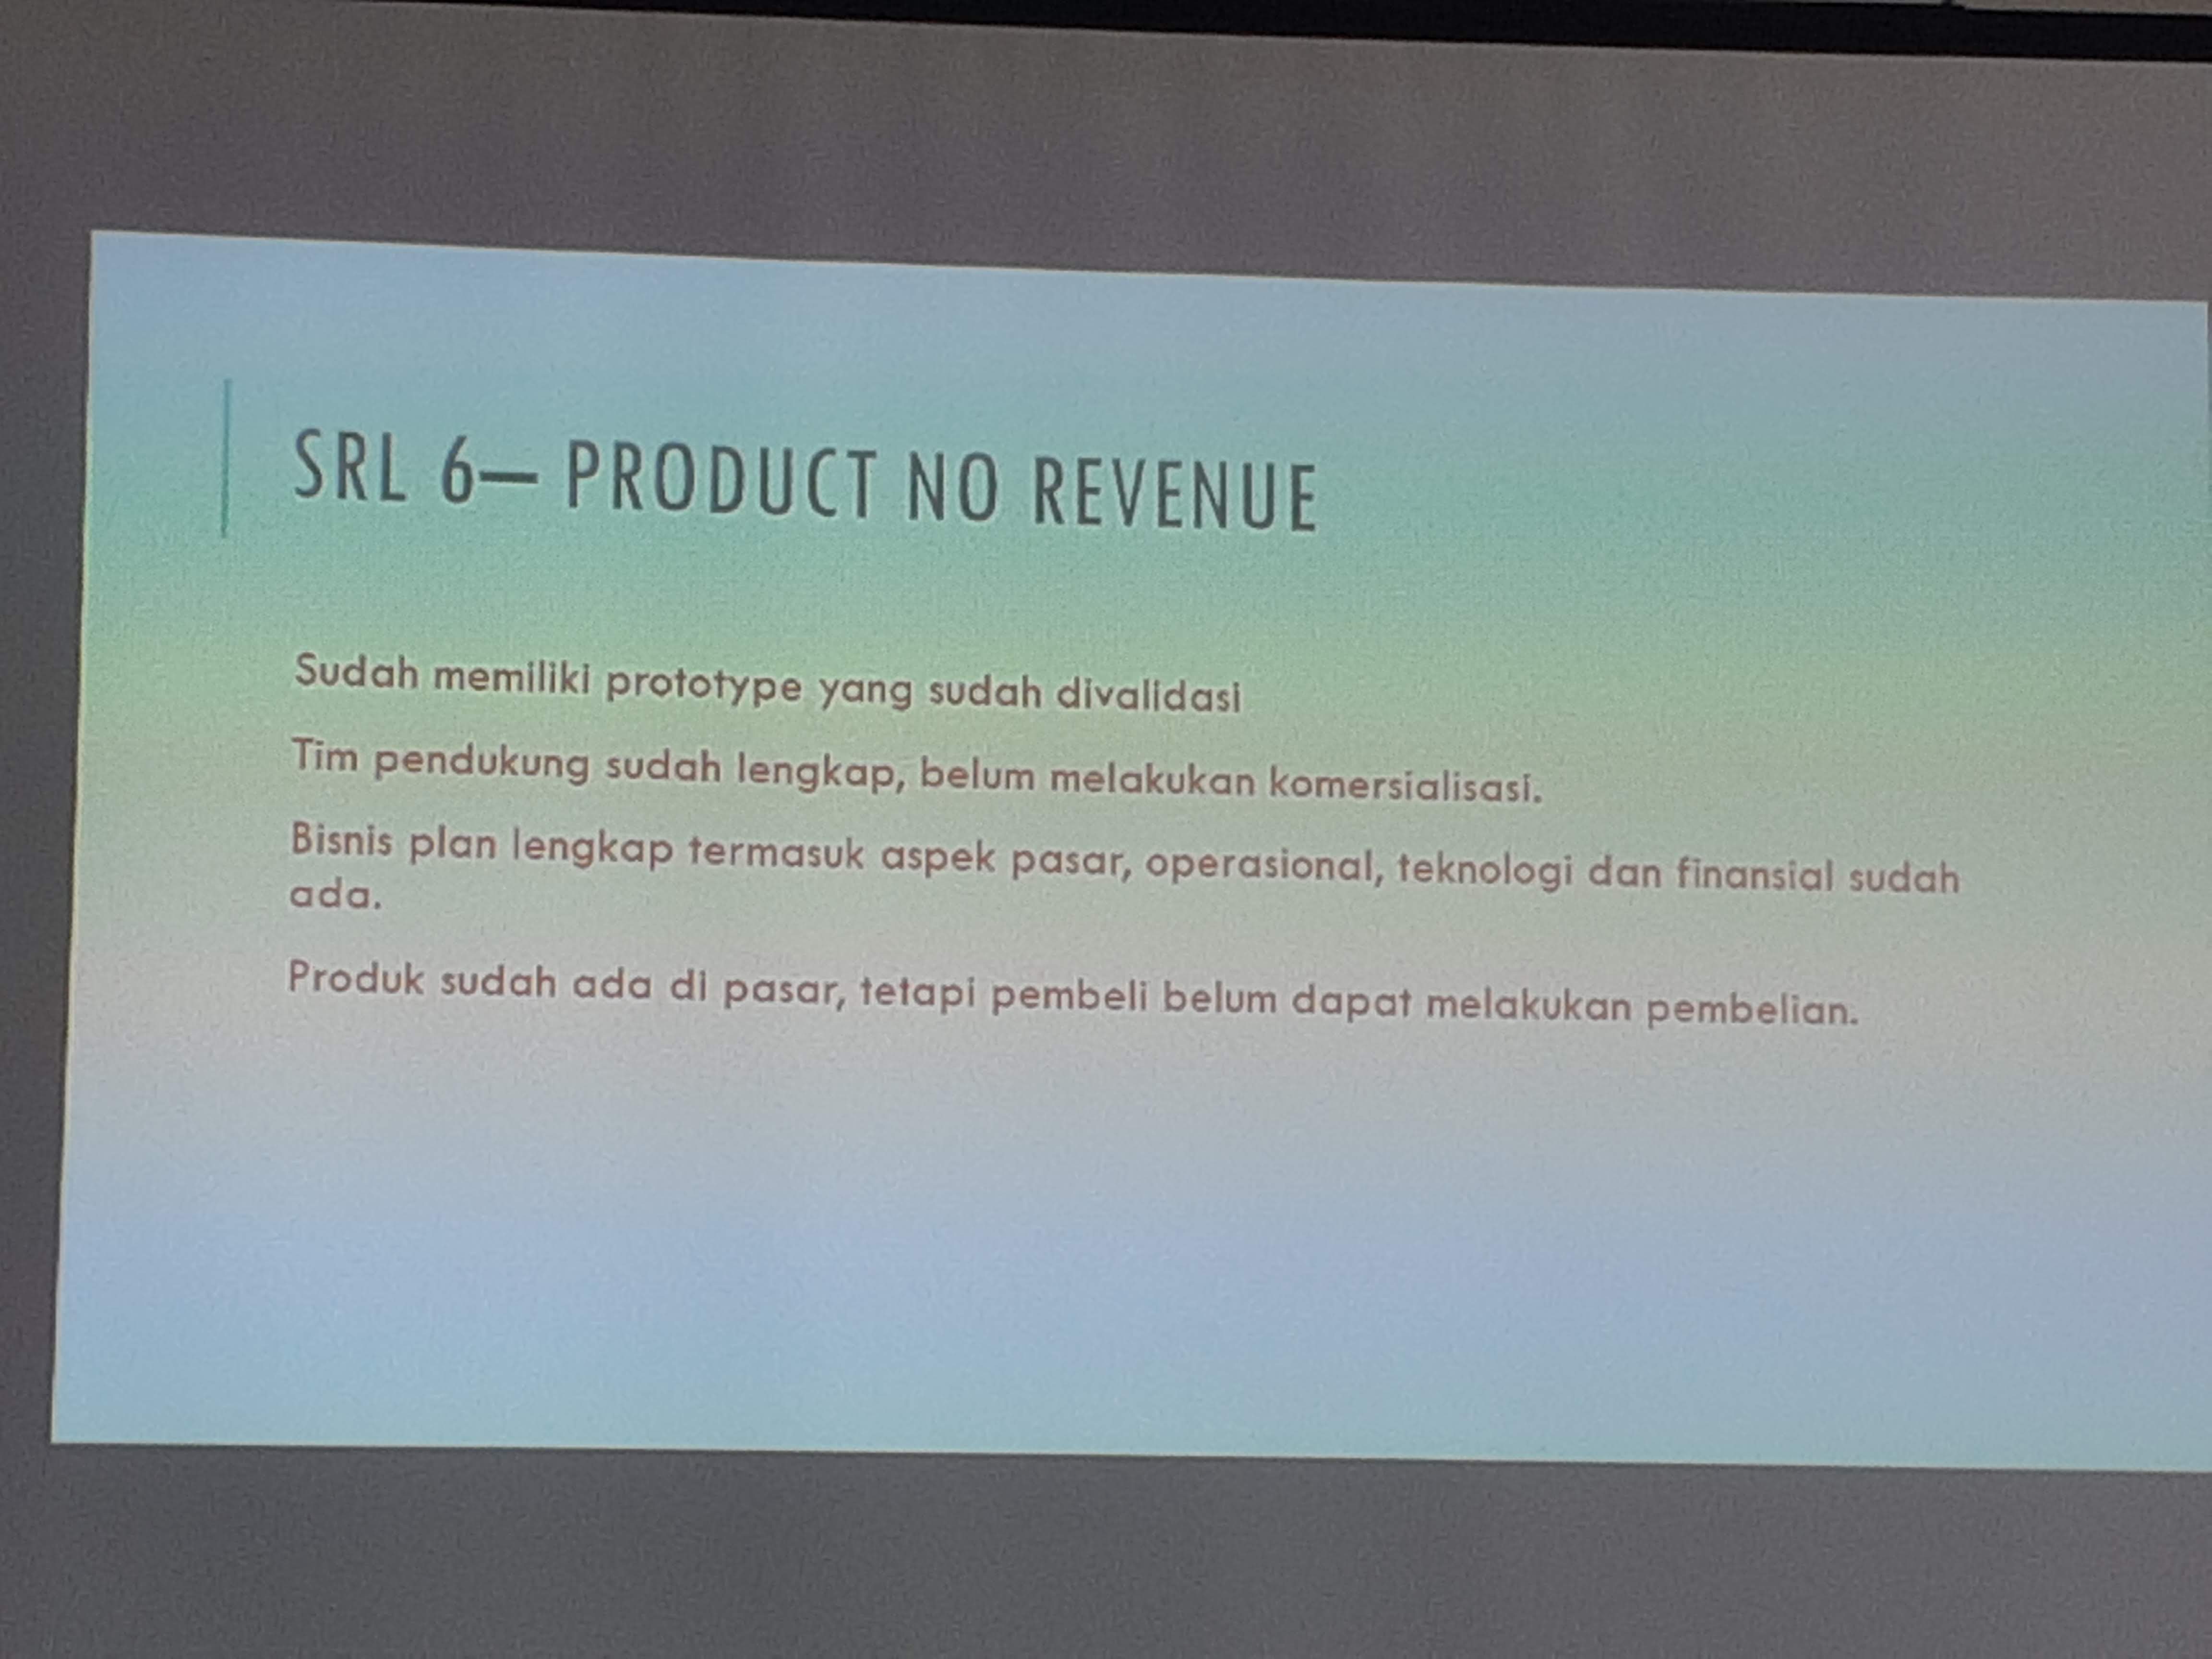 SRL 6— PRODUCT NO REVENUE
Sudah memiliki prototype yang sudah divalidasi
Tim pendukung sudah lengkap, belum melakukan komersialisasi.
Bisnis plan lengkap termasuk aspek pasar, operasional, teknologi dan finansial sudah
ada.
Produk sudah ada di pasar, tetapi pembeli belum dapat melakukan pembelian.